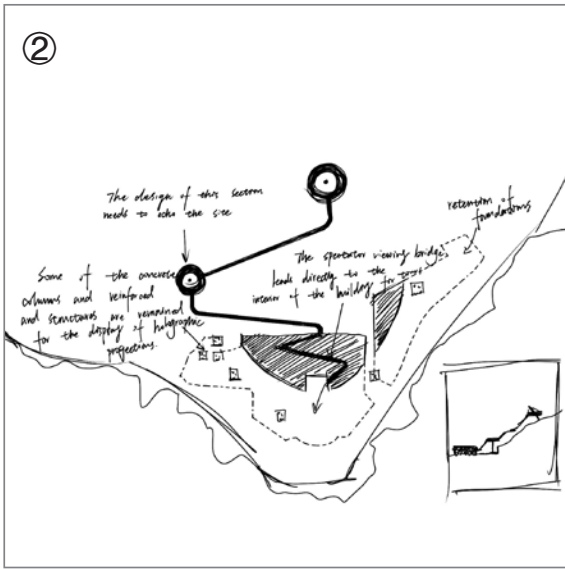 ②
The design of this section
needs to echo the site
retention of
foundations
The spectator viewing bridge
leads directly to the
interior of the building for
Some of the concrete
columns and reinforced
and structures are remained
for the display of holographic
projections.